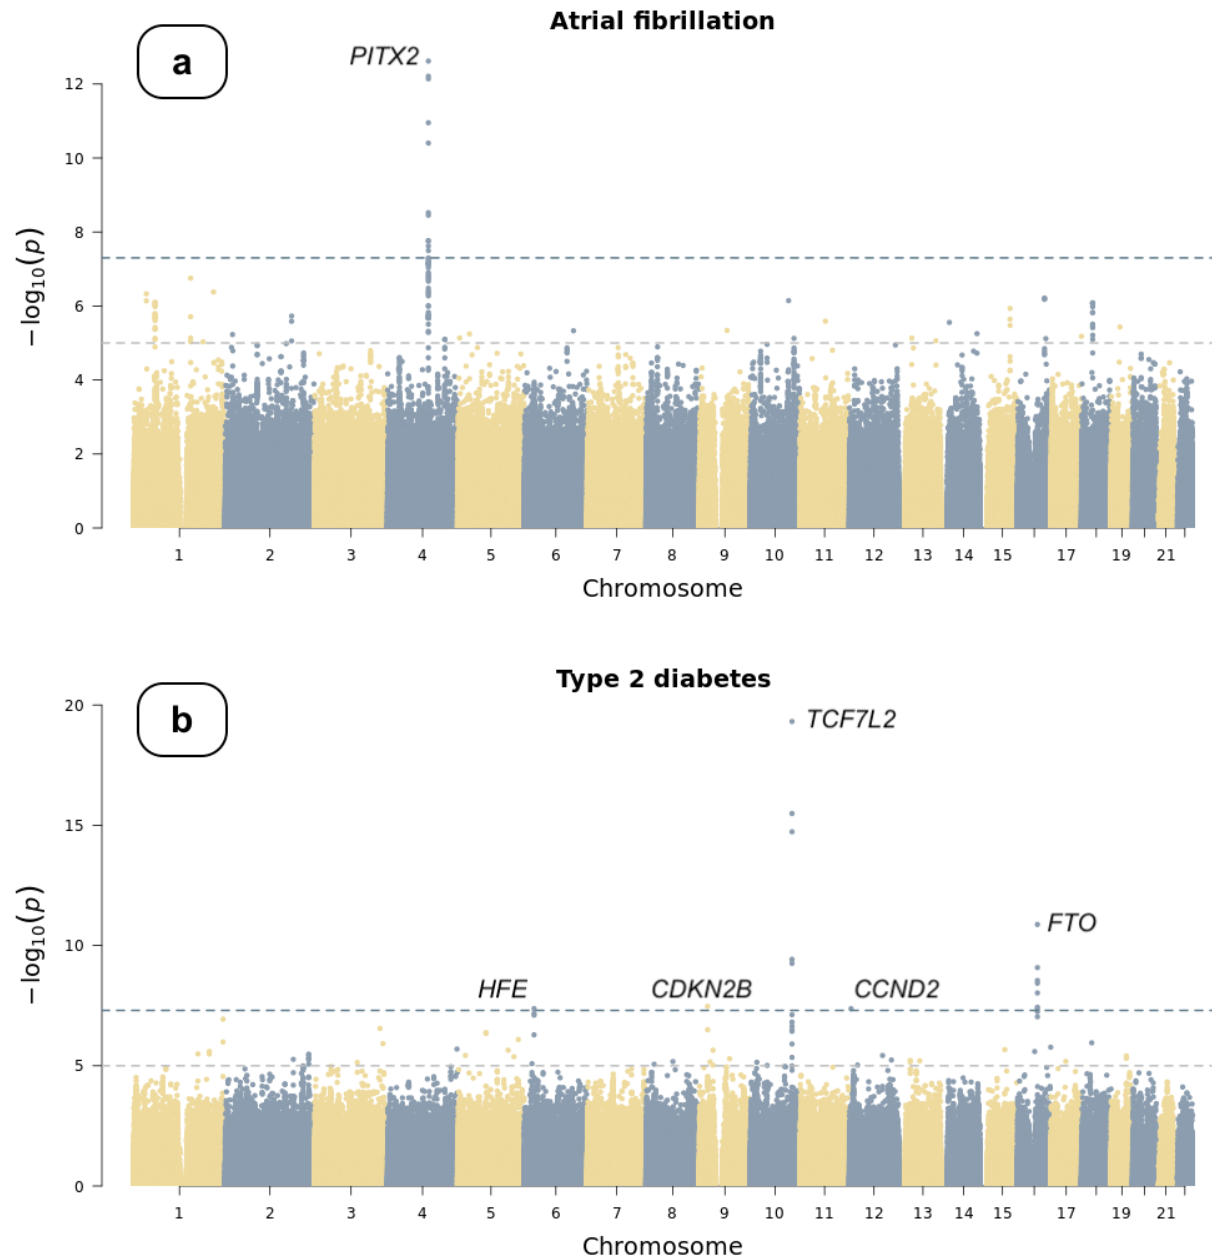 Atrial fibrillation
a
PITX2
12
10
8
6
4
2
0
−log₁₀(p)
1 2 3 4 5 6 7 8 9 10 11 12 13 14 15 17 19 21
Chromosome
Type 2 diabetes
b
20
TCF7L2
15
10
FTO
HFE CDKN2B CCND2
5
0
−log₁₀(p)
1 2 3 4 5 6 7 8 9 10 11 12 13 14 15 17 19 21
Chromosome